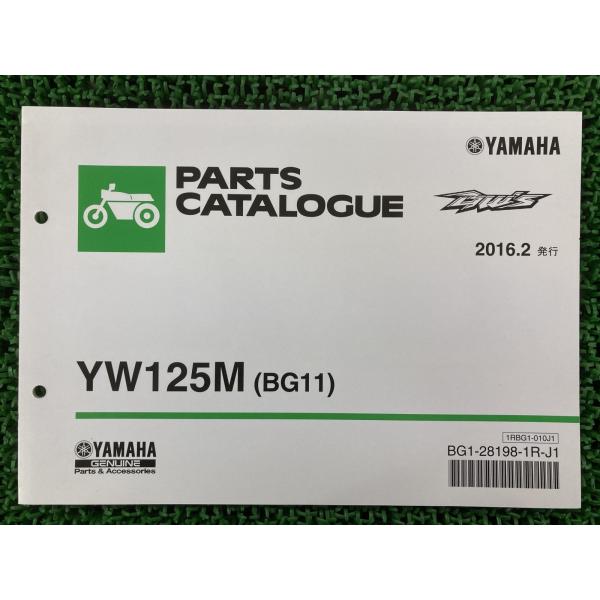 YAMAHA
PARTS
CATALOGUE
BW'S
2016.2 発行
YW125M (BG11)
1RBG1-010J1
YAMAHA
GENUINE
Parts & Accessories
BG1-28198-1R-J1